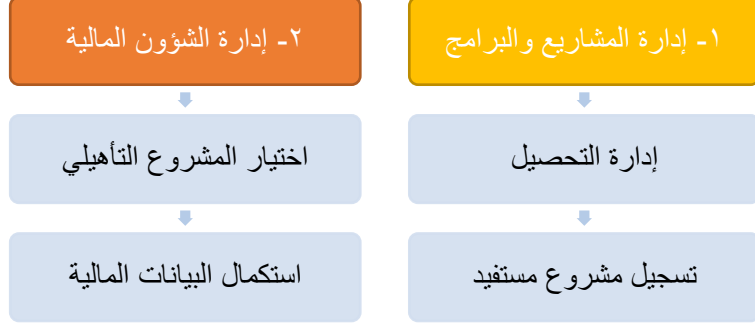 ١- إدارة المشاريع والبرامج
إدارة التحصيل
تسجيل مشروع مستفيد
٢- إدارة الشؤون المالية
اختيار المشروع التأهيلي
استكمال البيانات المالية